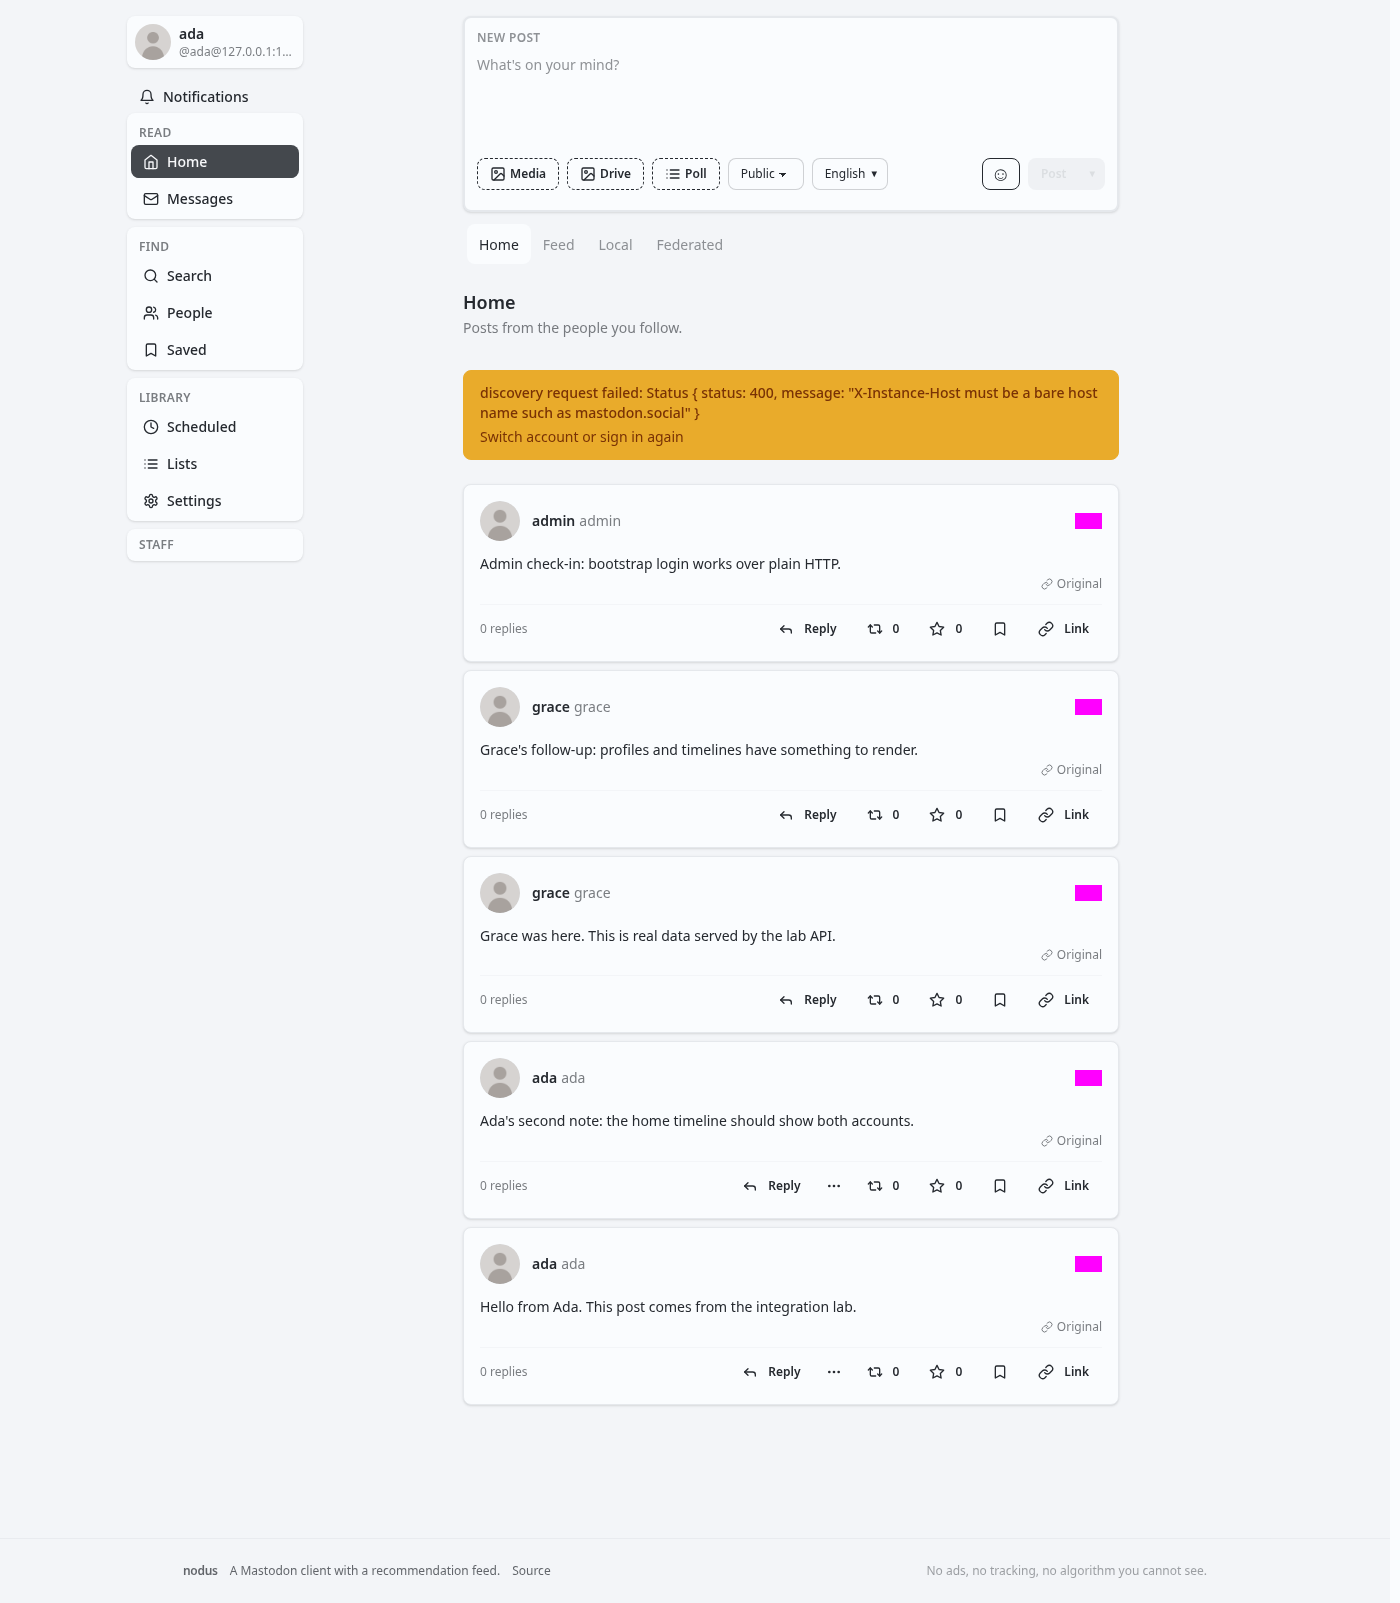 ada
@ada@127.0.0.1:1...
Notifications
READ
Home
Messages
FIND
Search
People
Saved
LIBRARY
Scheduled
Lists
Settings
STAFF
NEW POST
What's on your mind?
Media
Drive
Poll
Public
English
Post
Home
Feed
Local
Federated
Home
Posts from the people you follow.
discovery request failed: Status { status: 400, message: "X-Instance-Host must be a bare host
name such as mastodon.social" }
Switch account or sign in again
admin admin
Admin check-in: bootstrap login works over plain HTTP.
Original
0 replies Reply 0 0 Link
grace grace
Grace's follow-up: profiles and timelines have something to render.
Original
0 replies Reply 0 0 Link
grace grace
Grace was here. This is real data served by the lab API.
Original
0 replies Reply 0 0 Link
ada ada
Ada's second note: the home timeline should show both accounts.
Original
0 replies Reply ··· 0 0 Link
ada ada
Hello from Ada. This post comes from the integration lab.
Original
0 replies Reply ··· 0 0 Link
nodus A Mastodon client with a recommendation feed. Source
No ads, no tracking, no algorithm you cannot see.